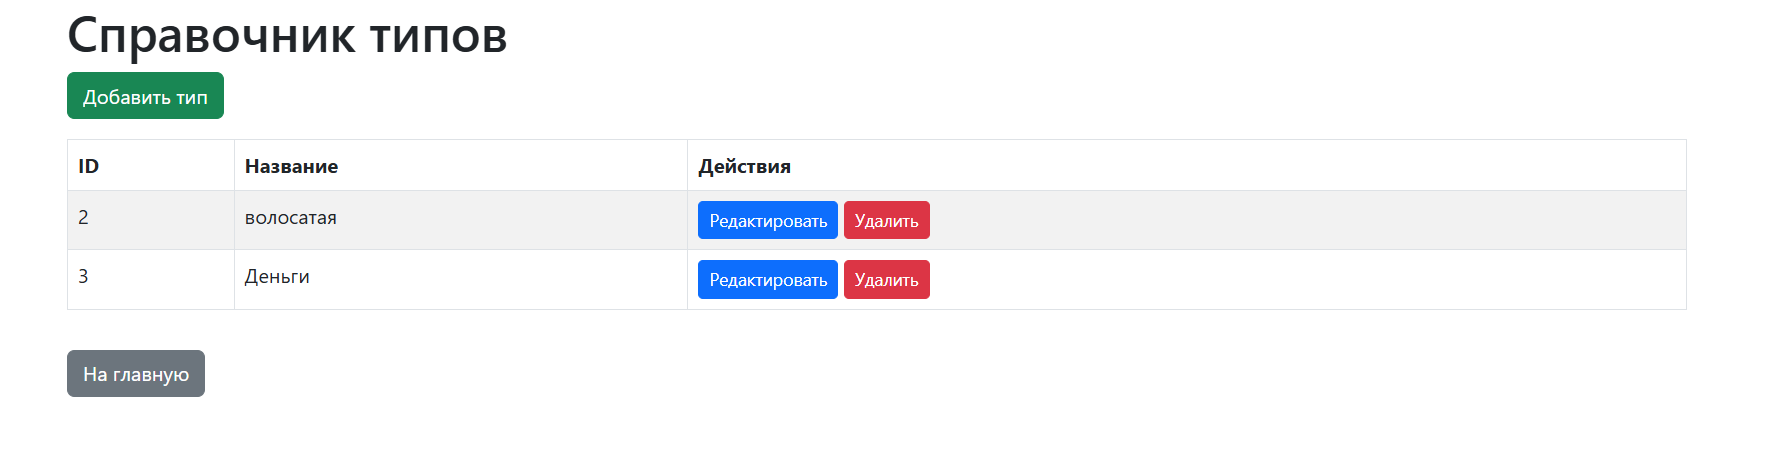 Справочник типов
Добавить тип
ID Название Действия
2 волосатая Редактировать Удалить
3 Деньги Редактировать Удалить
На главную